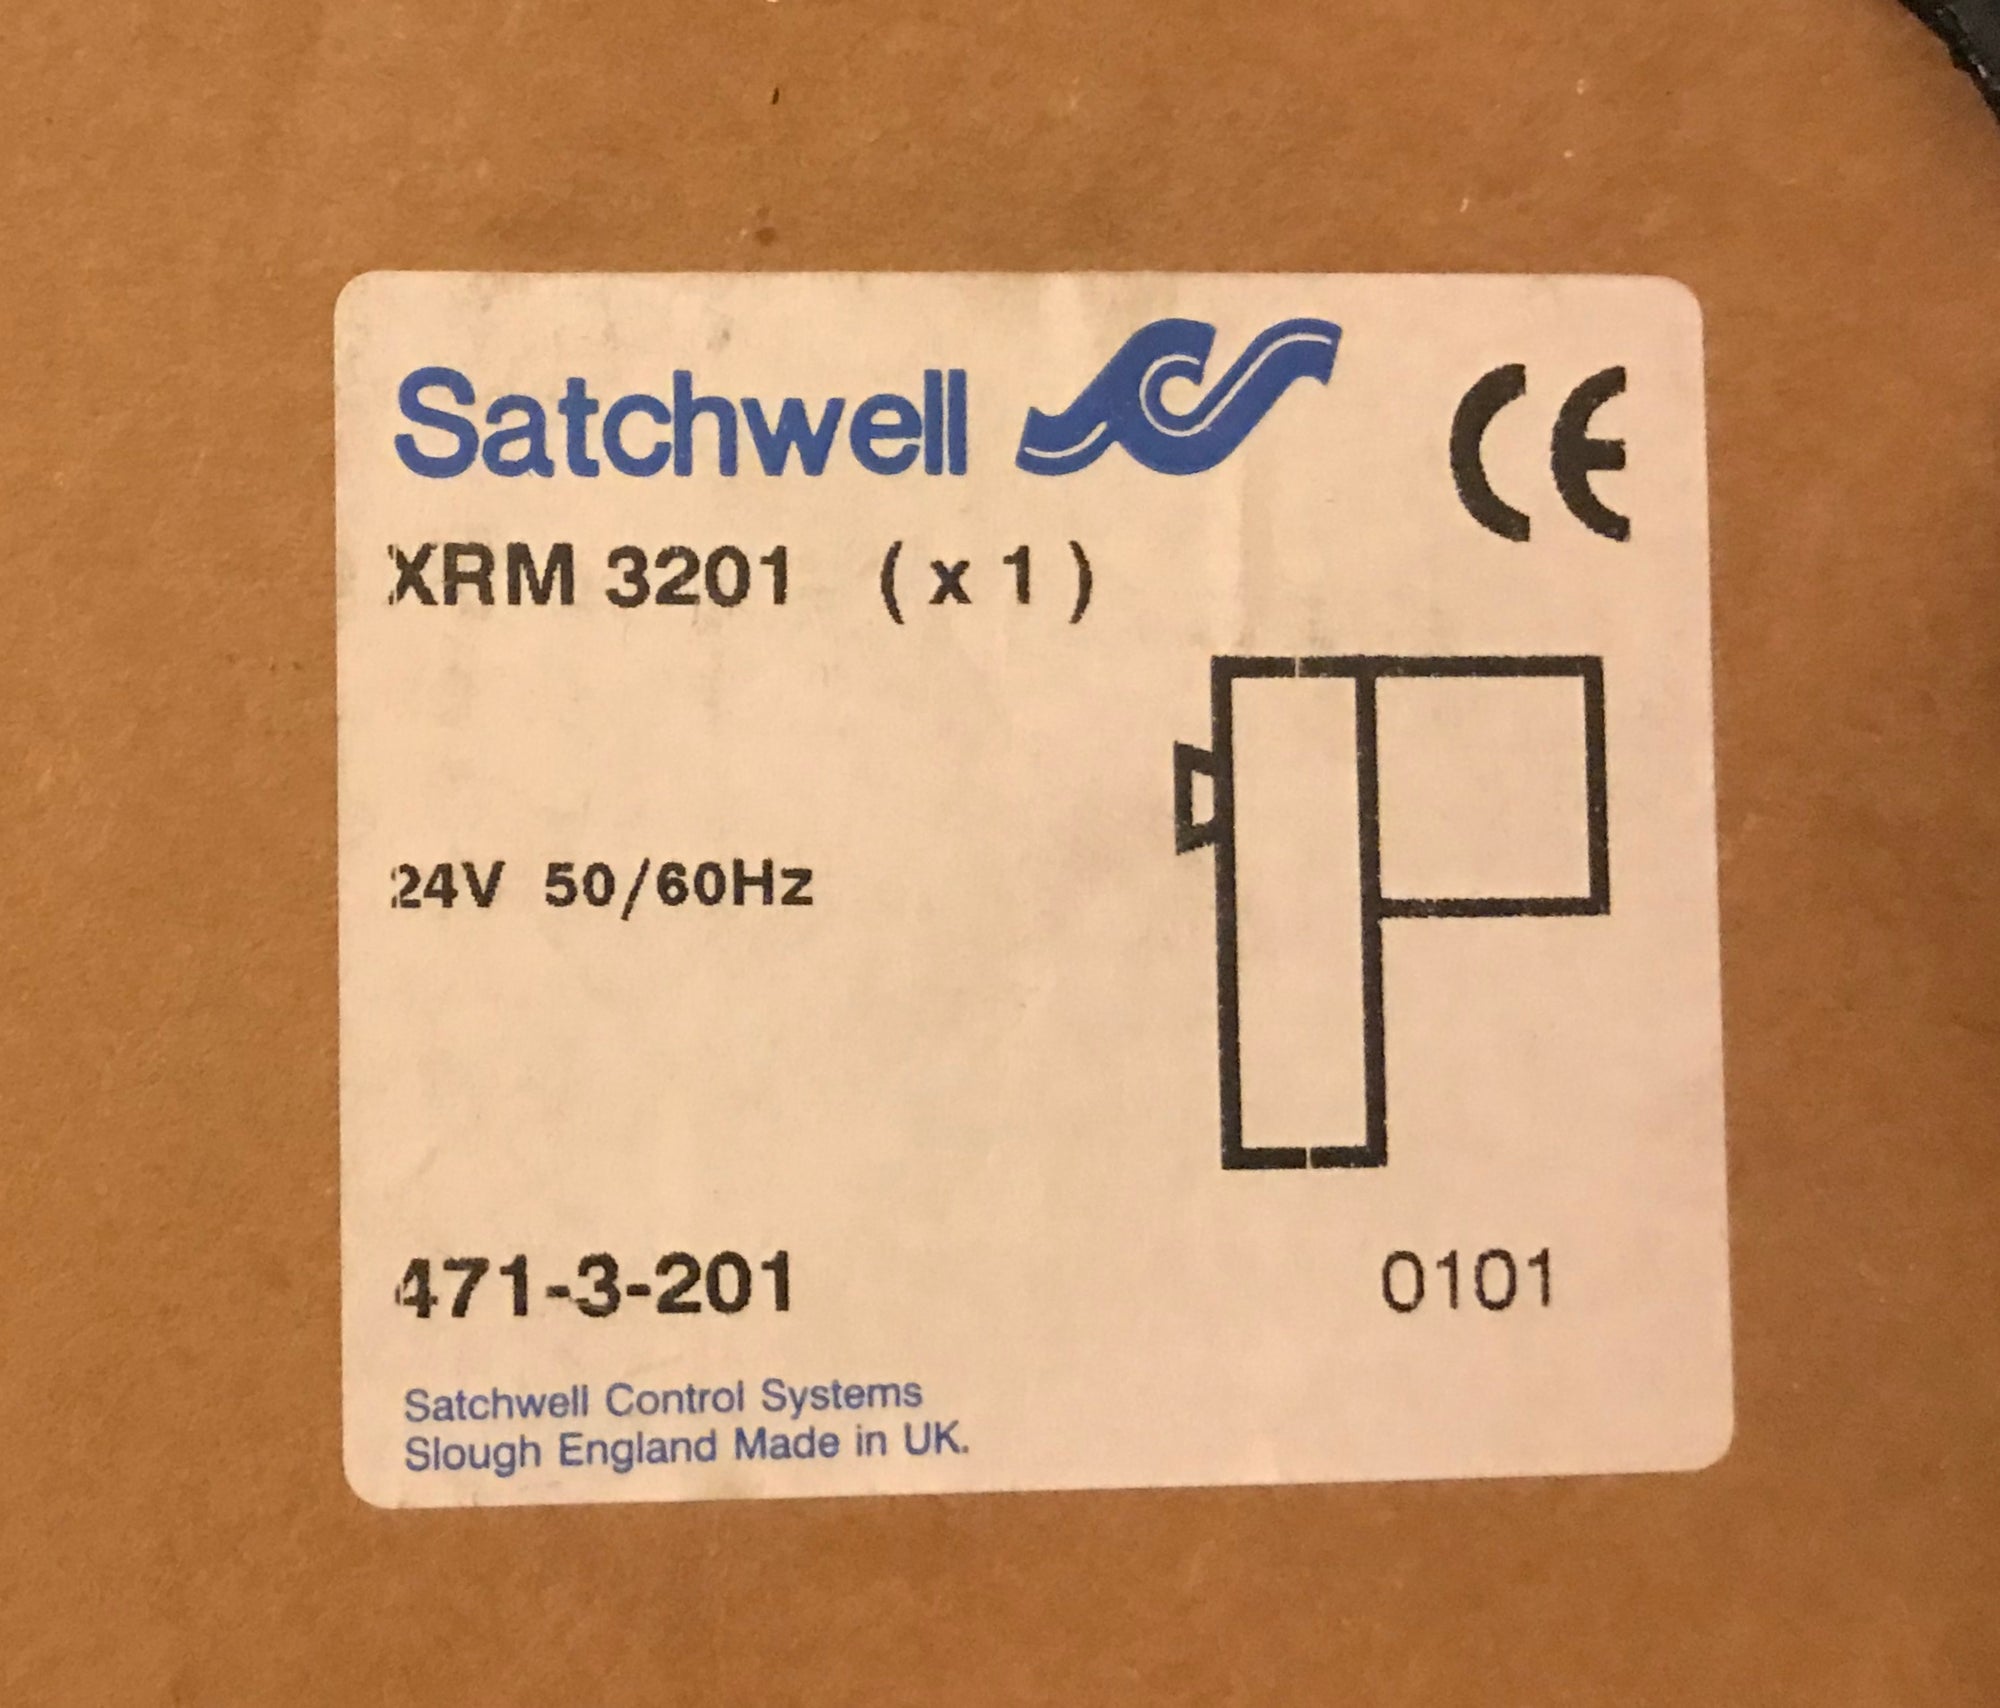 Satchwell
CE
XRM 3201 ( x 1 )
24V 50/60Hz
471-3-201 0101
Satchwell Control Systems
Slough England Made in UK.